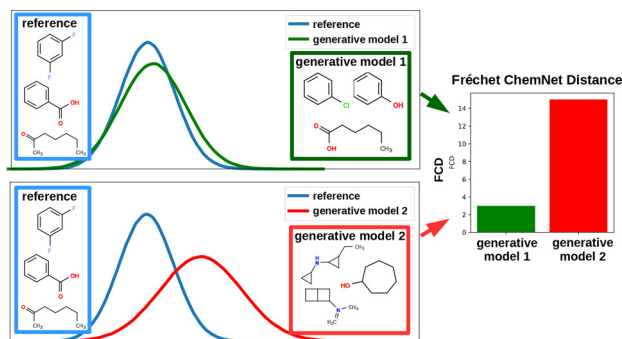 reference
F
F
OH
O
O
CH₃
CH₃
reference
generative model 1
generative model 1
Cl
OH
O
OH
CH₃
reference
F
F
OH
O
O
CH₃
CH₃
reference
generative model 2
generative model 2
CH₃
H
N
HO
N
CH₃
H₂C
Fréchet ChemNet Distance
FCD
FCD
14
12
10
8
6
4
2
0
generative
model 1
generative
model 2